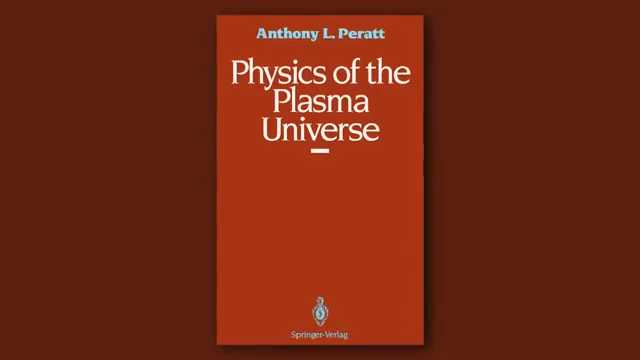 Anthony L. Peratt
Physics of the
Plasma
Universe
Springer-Verlag